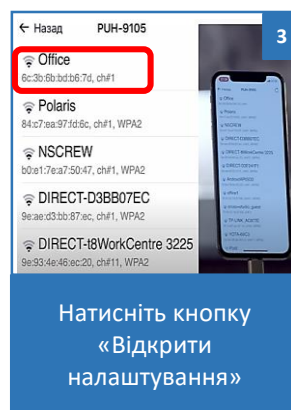 ← Назад PUH-9105
3
Office
6c:3b:6b:bd:b6:7d, ch#1
Polaris
84:c7:ea:97:fd:6c, ch#1, WPA2
NSCREW
b0:e1:7e:a7:50:47, ch#1, WPA2
DIRECT-D3BB07EC
9e:ae:d3:bb:87:ec, ch#1, WPA2
DIRECT-t8WorkCentre 3225
9e:93:4e:46:ec:20, ch#11, WPA2
Натисніть кнопку
«Відкрити
налаштування»